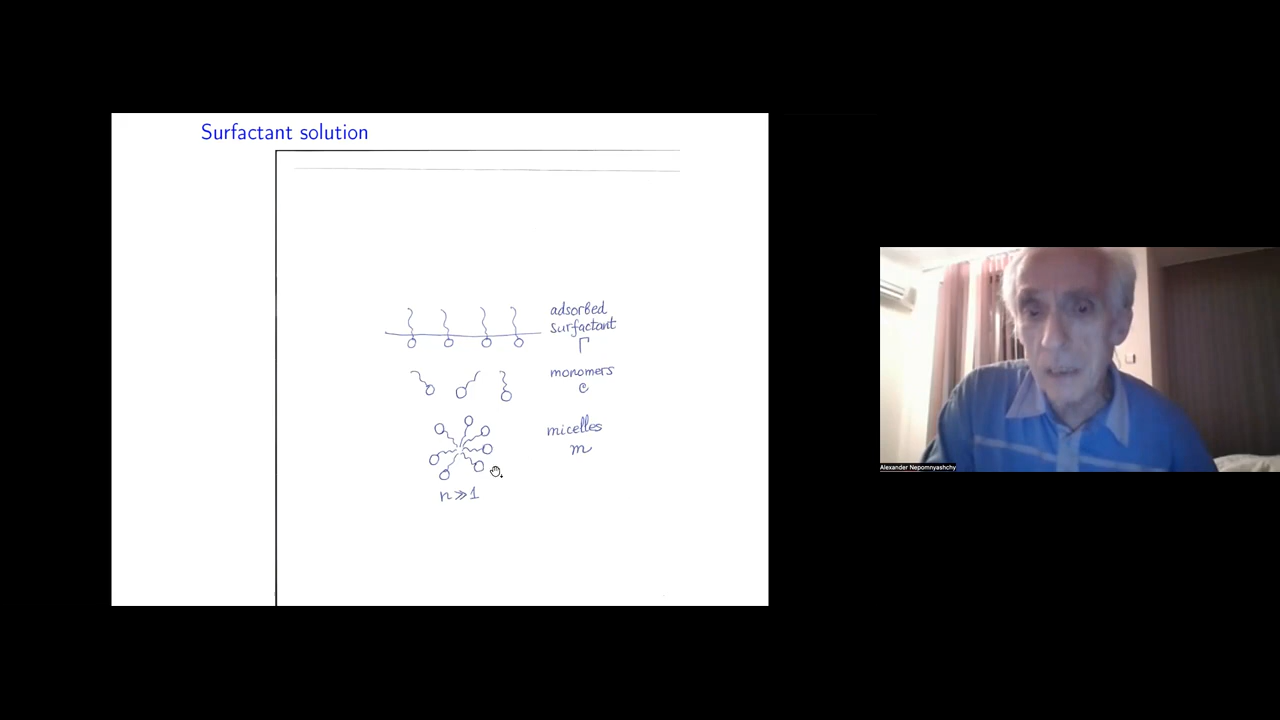 Surfactant solution
adsorbed
surfactant
Γ
monomers
c
micelles
m
n≫1
Alexander Nepomnyashchy